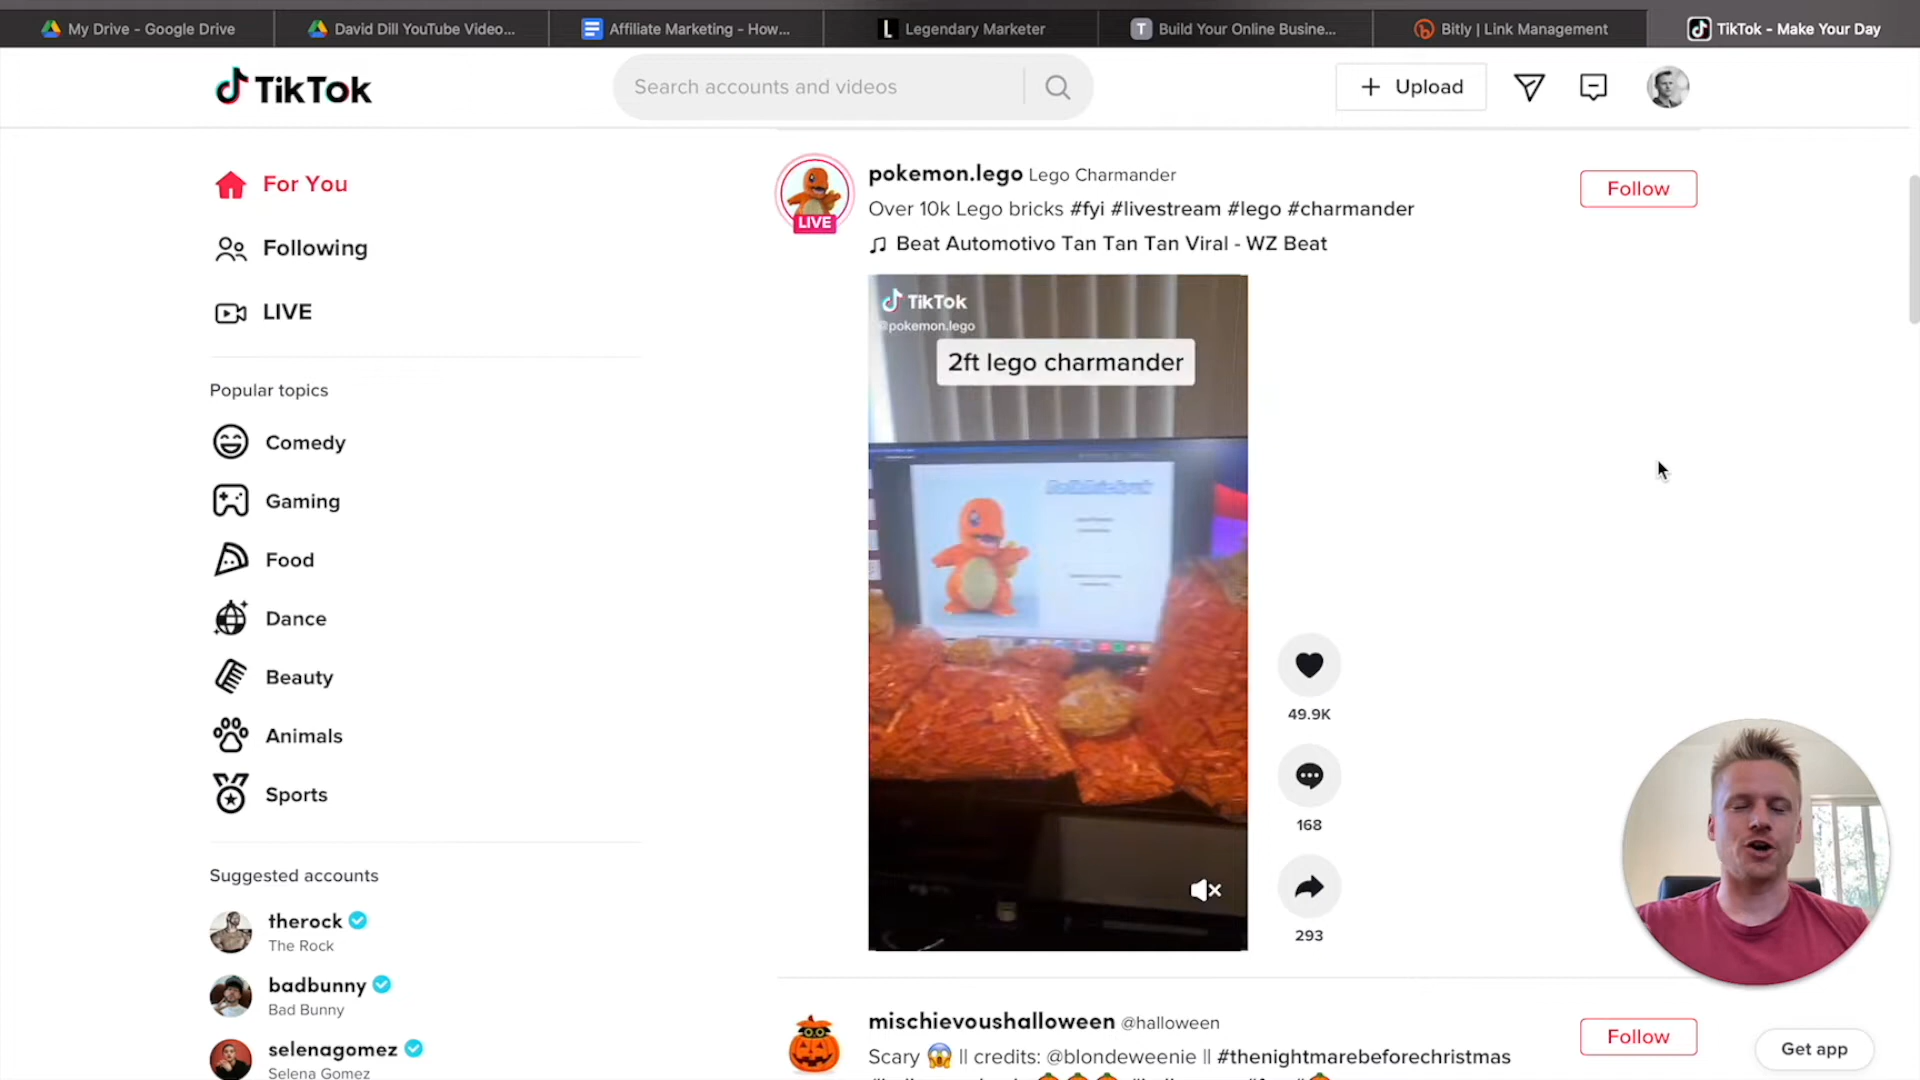 My Drive - Google Drive
David Dill YouTube Video...
Affiliate Marketing - How...
Legendary Marketer
Build Your Online Busine...
Bitly | Link Management
TikTok - Make Your Day
TikTok
Search accounts and videos
Upload
For You
Following
LIVE
Popular topics
Comedy
Gaming
Food
Dance
Beauty
Animals
Sports
Suggested accounts
therock
The Rock
badbunny
Bad Bunny
selenagomez
Selena Gomez
LIVE
pokemon.lego Lego Charmander
Over 10k Lego bricks #fyi #livestream #lego #charmander
Beat Automotivo Tan Tan Tan Viral - WZ Beat
Follow
TikTok
@pokemon.lego
2ft lego charmander
49.9K
168
293
mischievoushalloween @halloween
Scary 😱 || credits: @blondeweenie || #thenightmarebeforechristmas
Follow
Get app